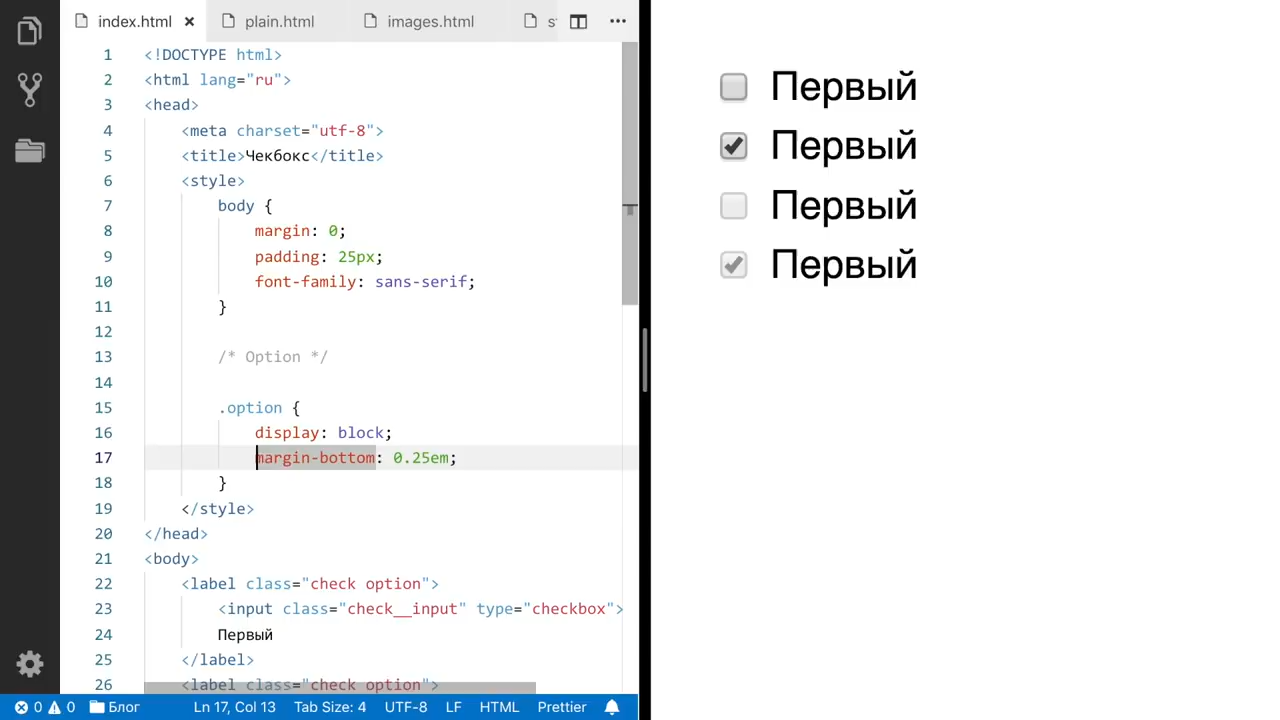 index.html × plain.html images.html s
1 <!DOCTYPE html>
2 <html lang="ru">
3 <head>
4 <meta charset="utf-8">
5 <title>Чекбокс</title>
6 <style>
7 body {
8 margin: 0;
9 padding: 25px;
10 font-family: sans-serif;
11 }
12
13 /* Option */
14
15 .option {
16 display: block;
17 margin-bottom: 0.25em;
18 }
19 </style>
20 </head>
21 <body>
22 <label class="check option">
23 <input class="check__input" type="checkbox">
24 Первый
25 </label>
26 <label class="check option">
0 0 Блог Ln 17, Col 13 Tab Size: 4 UTF-8 LF HTML Prettier
Первый
Первый
Первый
Первый